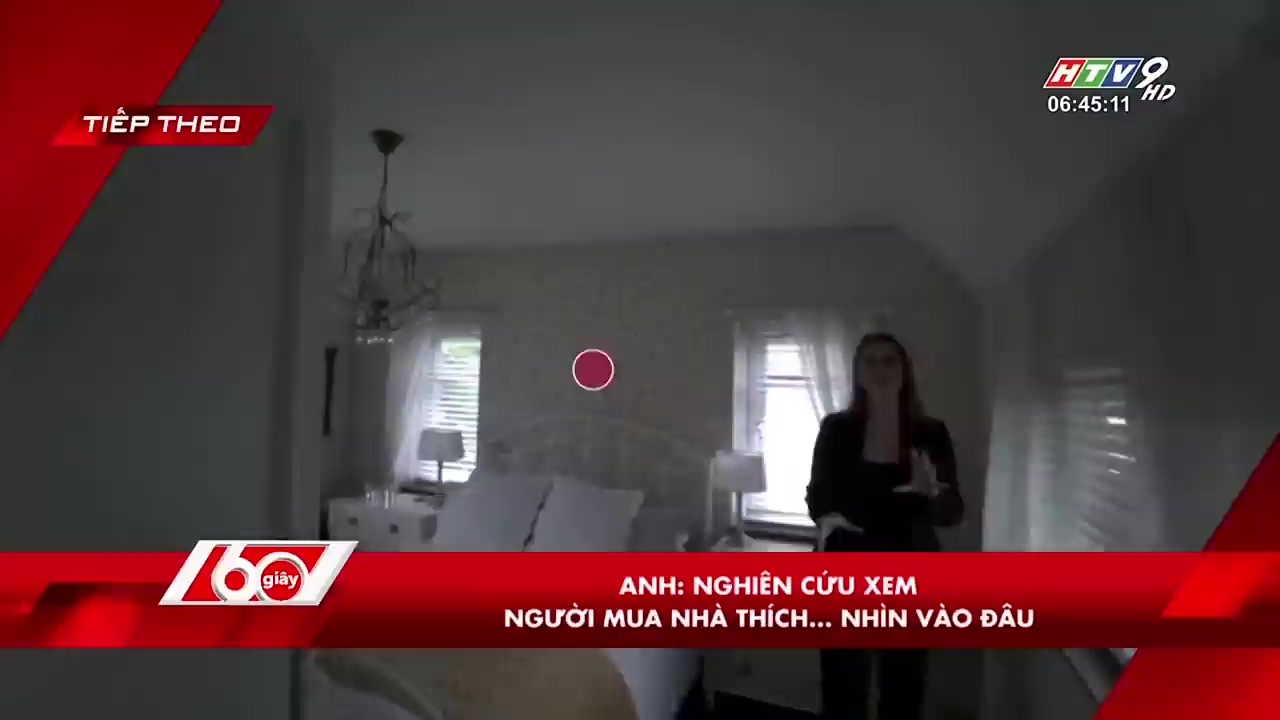 HTV9
HD
06:45:11
TIẾP THEO
60 giây
ANH: NGHIÊN CỨU XEM
NGƯỜI MUA NHÀ THÍCH... NHÌN VÀO ĐÂU